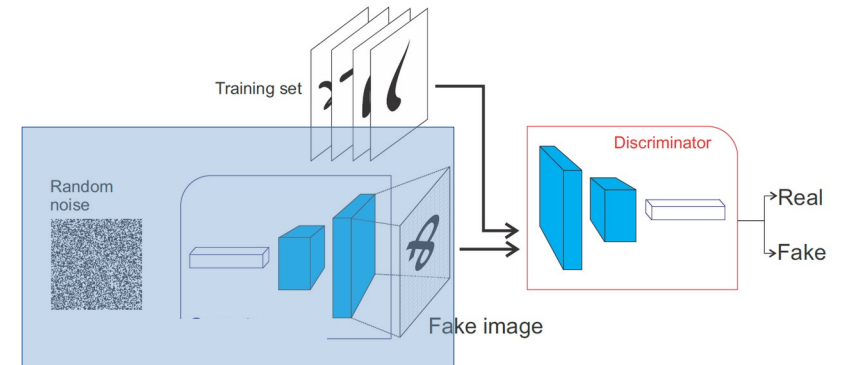 Training set
Discriminator
Random
noise
Real
Fake
Fake image